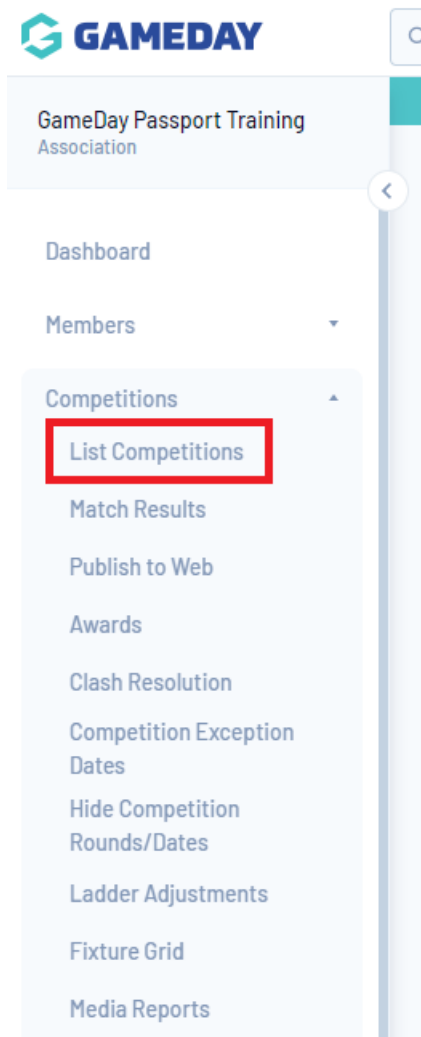 GAMEDAY
GameDay Passport Training
Association
Dashboard
Members
Competitions
List Competitions
Match Results
Publish to Web
Awards
Clash Resolution
Competition Exception
Dates
Hide Competition
Rounds/Dates
Ladder Adjustments
Fixture Grid
Media Reports